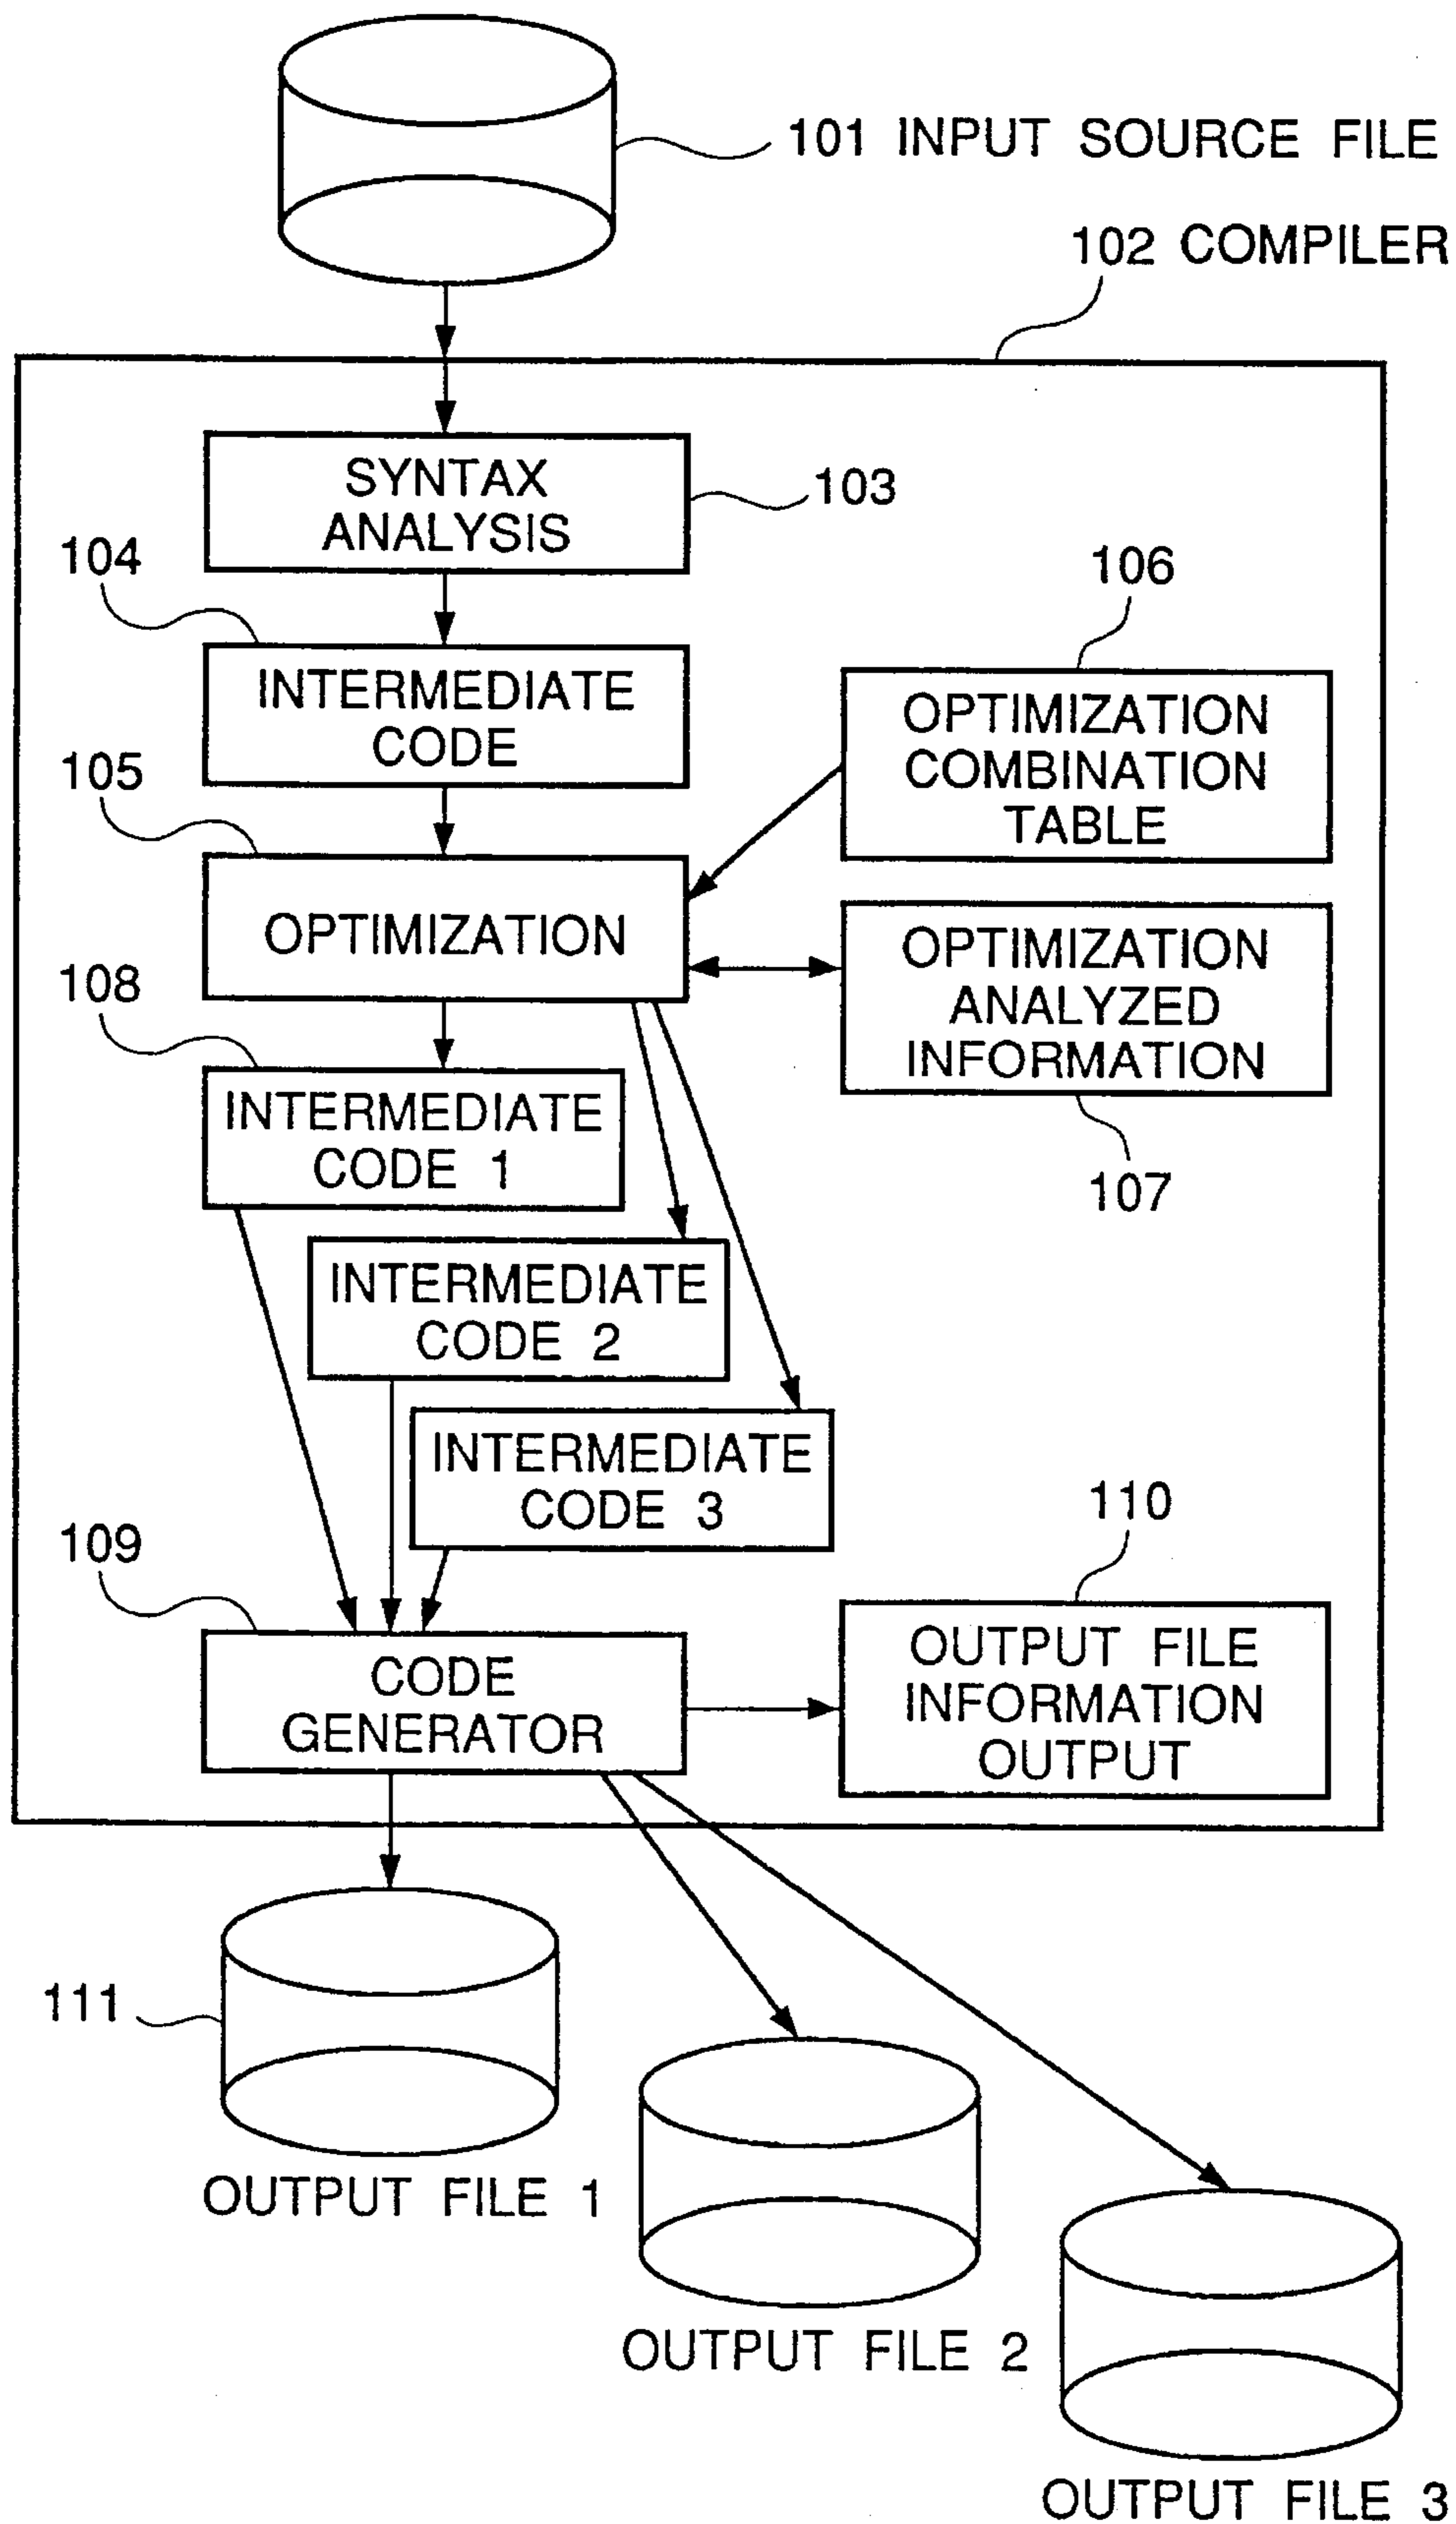 101 INPUT SOURCE FILE
102 COMPILER
SYNTAX
ANALYSIS
103
104
INTERMEDIATE
CODE
106
OPTIMIZATION
COMBINATION
TABLE
105
OPTIMIZATION
OPTIMIZATION
ANALYZED
INFORMATION
107
108
INTERMEDIATE
CODE 1
INTERMEDIATE
CODE 2
INTERMEDIATE
CODE 3
109
CODE
GENERATOR
110
OUTPUT FILE
INFORMATION
OUTPUT
111
OUTPUT FILE 1
OUTPUT FILE 2
OUTPUT FILE 3